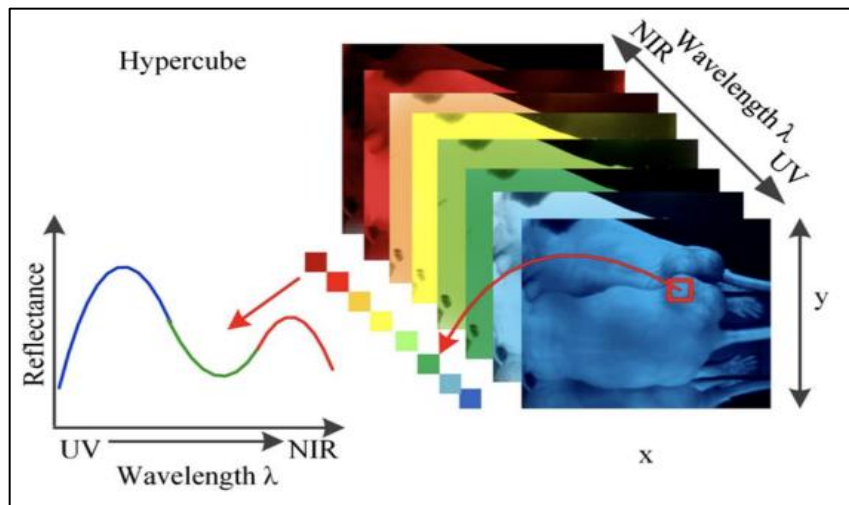 Hypercube
Wavelength λ
NIR
UV
y
x
Reflectance
UV
NIR
Wavelength λ